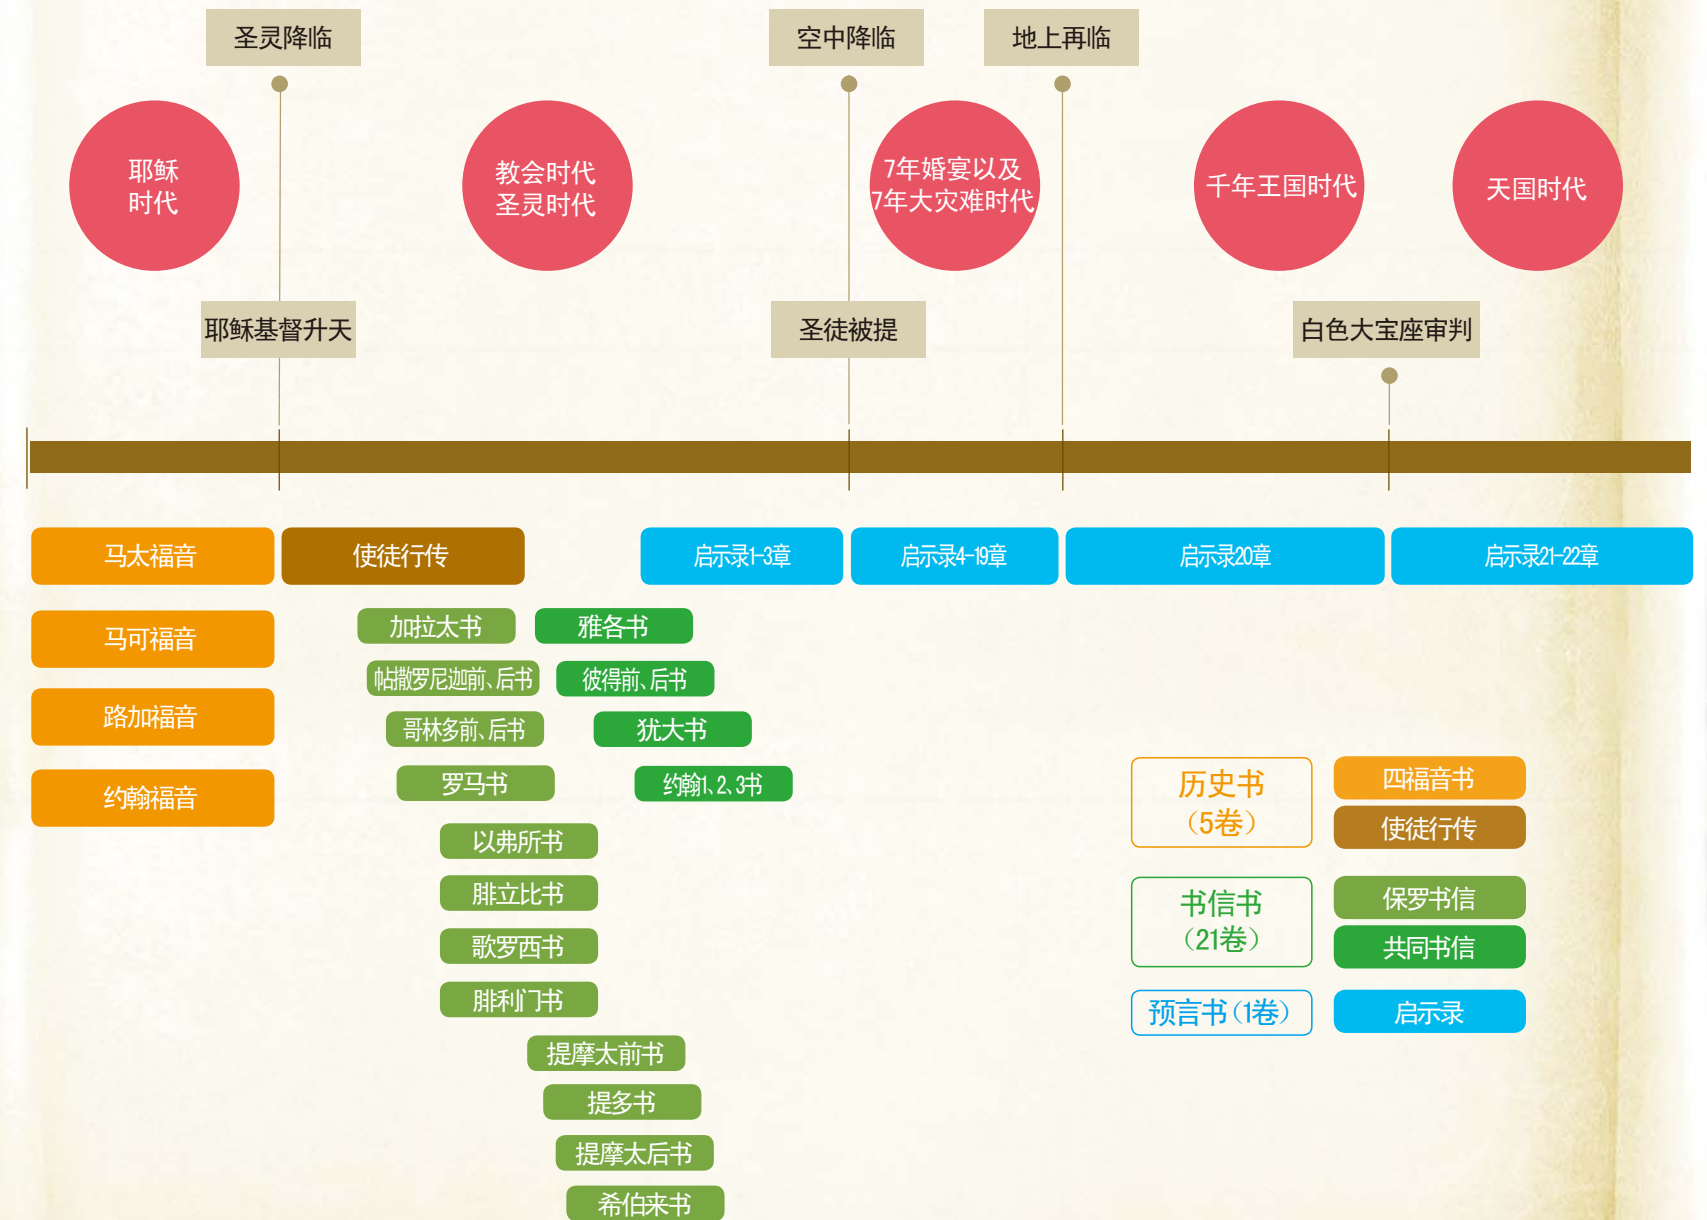 圣灵降临
空中降临
地上再临
耶稣
时代
教会时代
圣灵时代
7年婚宴以及
7年大灾难时代
千年王国时代
天国时代
耶稣基督升天
圣徒被提
白色大宝座审判
马太福音
使徒行传
启示录1-3章
启示录4-19章
启示录20章
启示录21-22章
马可福音
加拉太书
雅各书
帖撒罗尼迦前、后书
彼得前、后书
路加福音
哥林多前、后书
犹大书
约翰福音
罗马书
约翰1、2、3书
以弗所书
腓立比书
歌罗西书
腓利门书
提摩太前书
提多书
提摩太后书
希伯来书
历史书
（5卷）
四福音书
使徒行传
书信书
（21卷）
保罗书信
共同书信
预言书（1卷）
启示录